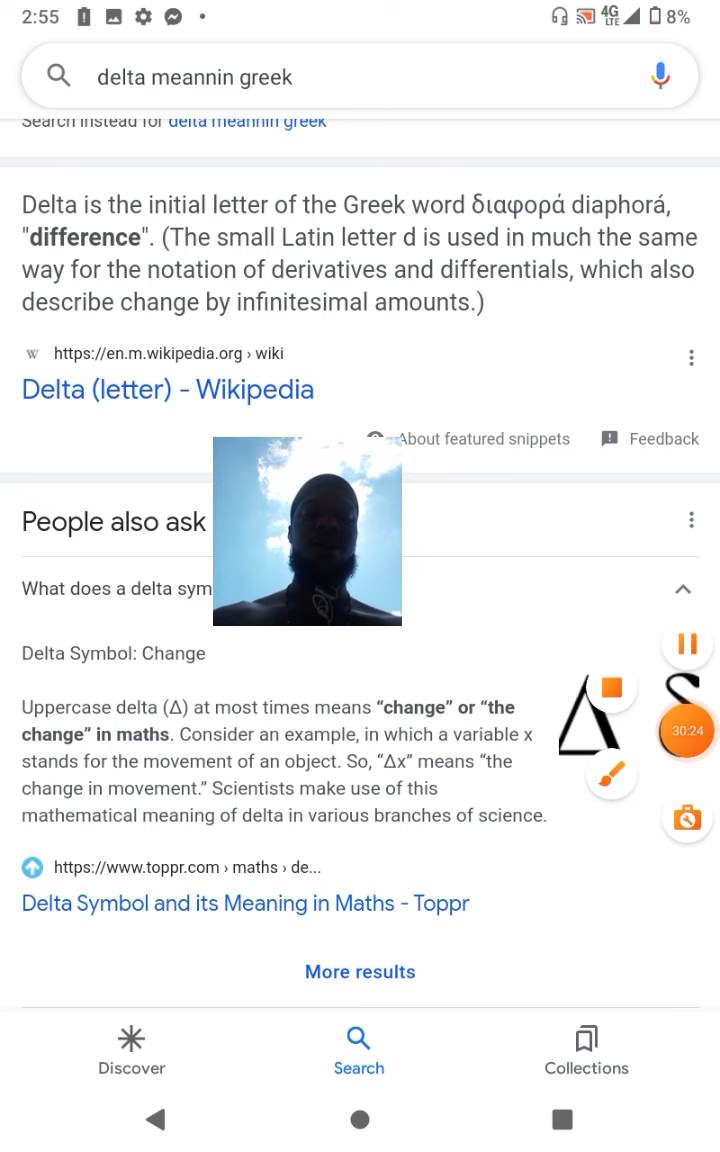 2:55
4G
LTE
8%
delta meannin greek
Search instead for delta meannin greek
Delta is the initial letter of the Greek word διαφορά diaphorá,
"difference". (The small Latin letter d is used in much the same
way for the notation of derivatives and differentials, which also
describe change by infinitesimal amounts.)
W https://en.m.wikipedia.org › wiki
Delta (letter) - Wikipedia
About featured snippets
Feedback
People also ask
What does a delta sym
Delta Symbol: Change
Uppercase delta (Δ) at most times means “change” or “the
change” in maths. Consider an example, in which a variable x
stands for the movement of an object. So, “Δx” means “the
change in movement.” Scientists make use of this
mathematical meaning of delta in various branches of science.
Δ
30:24
https://www.toppr.com › maths › de...
Delta Symbol and its Meaning in Maths - Toppr
More results
Discover
Search
Collections